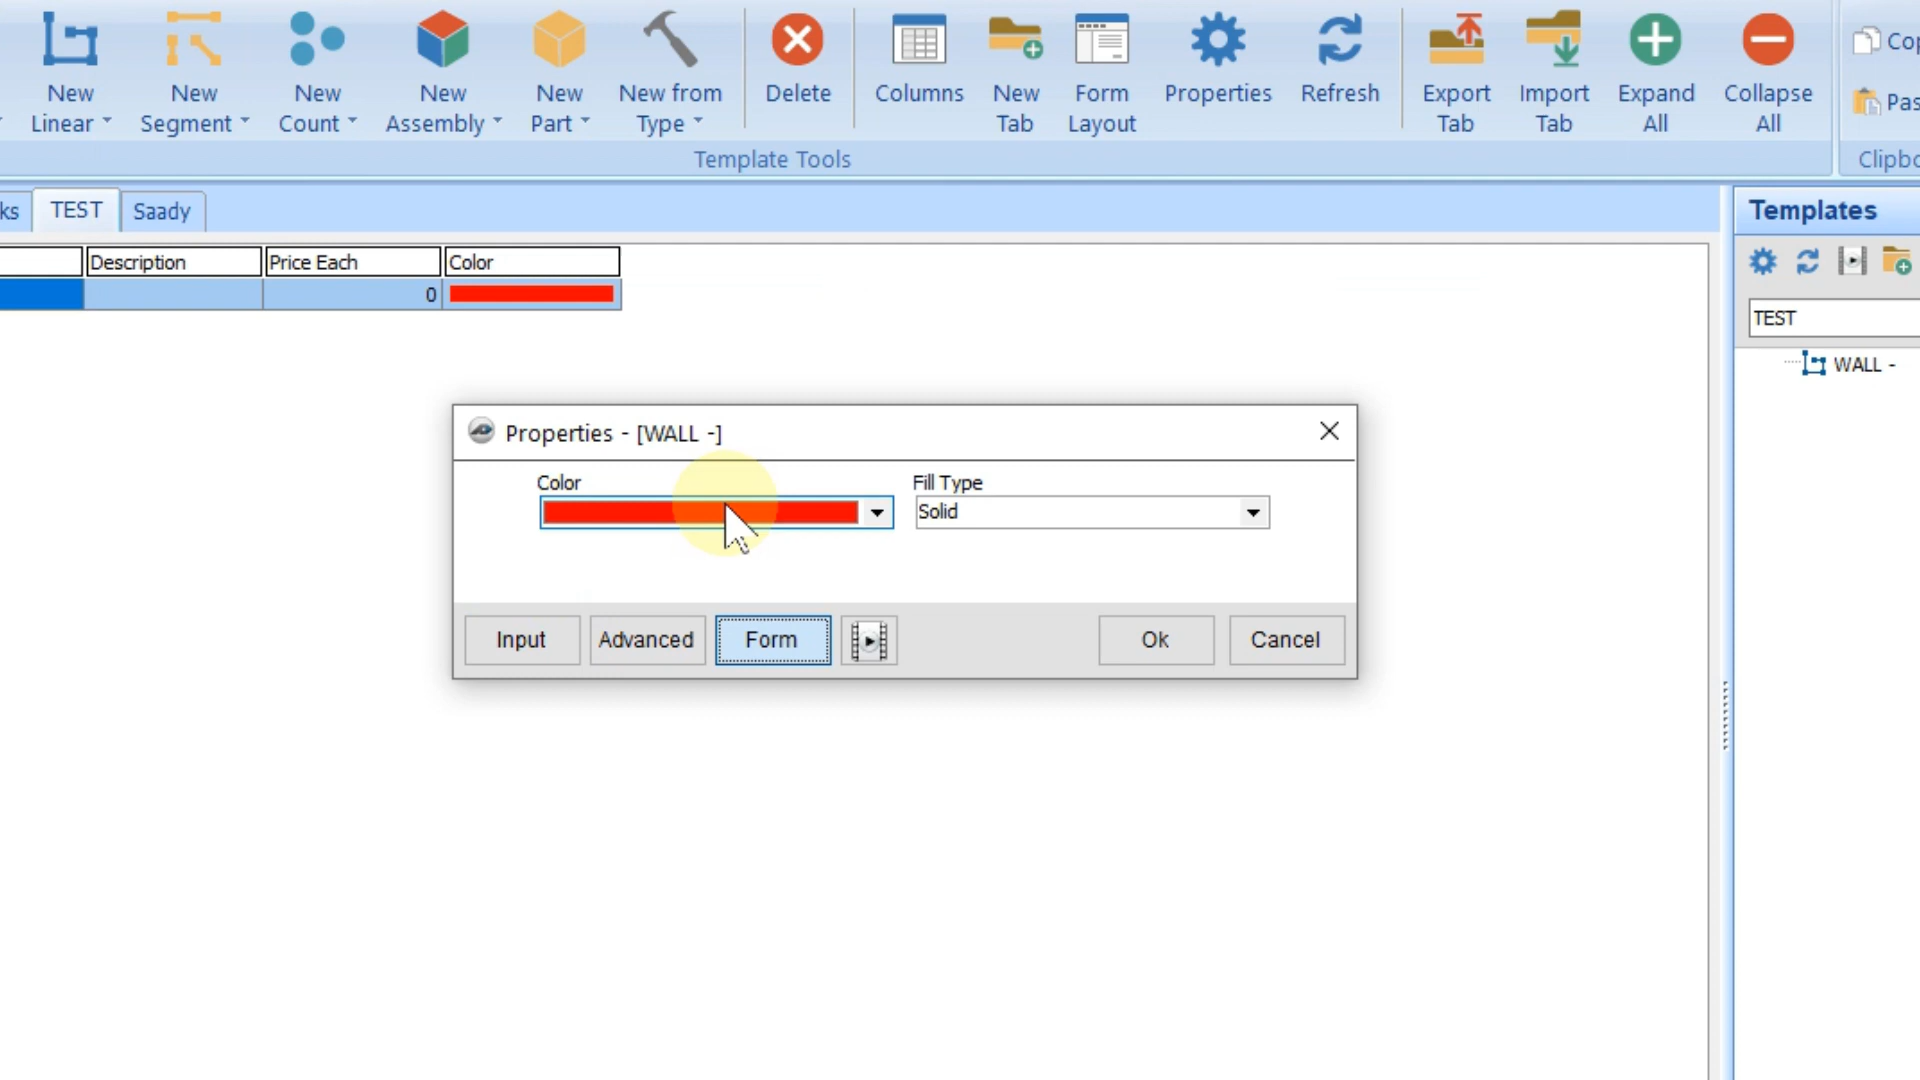 New
Linear
New
Segment
New
Count
New
Assembly
New
Part
New from
Type
Delete
Columns
New
Tab
Form
Layout
Properties
Refresh
Export
Tab
Import
Tab
Expand
All
Collapse
All
Template Tools
TEST
Saady
Templates
Description
Price Each
Color
0
TEST
WALL -
Properties - [WALL -]
Color
Fill Type
Solid
Input
Advanced
Form
Ok
Cancel